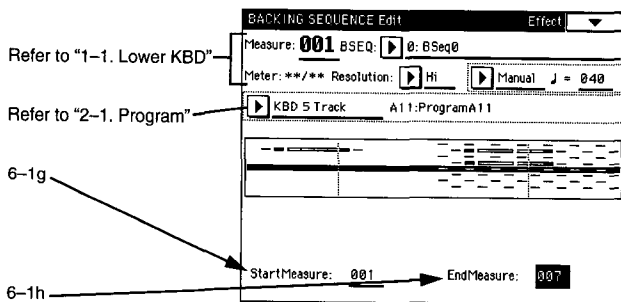 BACKING SEQUENCE Edit Effect
Measure: 001 BSEQ: 0: BSeq0
Refer to “1–1. Lower KBD”
Meter: **/** Resolution: Hi Manual ♩ = 040
Refer to “2–1. Program”
KBD 5 Track A11:ProgramA11
6–1g
StartMeasure: 001 EndMeasure: 007
6–1h